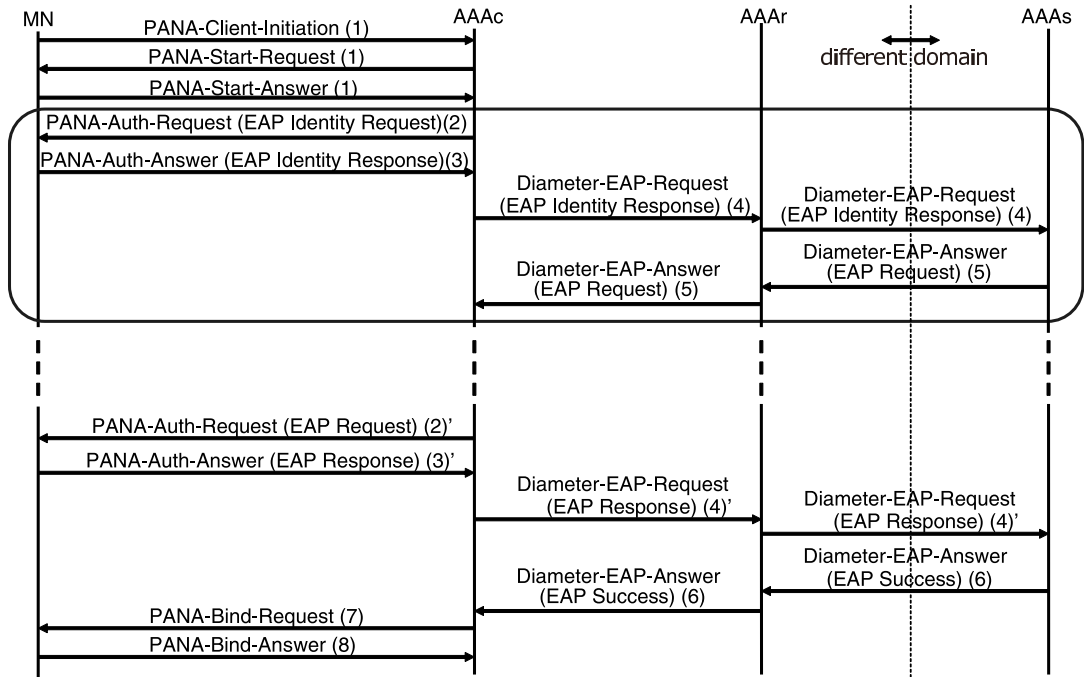 MN
AAAc
AAAr
AAAs
PANA-Client-Initiation (1)
different domain
PANA-Start-Request (1)
PANA-Start-Answer (1)
PANA-Auth-Request (EAP Identity Request)(2)
PANA-Auth-Answer (EAP Identity Response)(3)
Diameter-EAP-Request
(EAP Identity Response) (4)
Diameter-EAP-Request
(EAP Identity Response) (4)
Diameter-EAP-Answer
(EAP Request) (5)
Diameter-EAP-Answer
(EAP Request) (5)
PANA-Auth-Request (EAP Request) (2)’
PANA-Auth-Answer (EAP Response) (3)’
Diameter-EAP-Request
(EAP Response) (4)’
Diameter-EAP-Request
(EAP Response) (4)’
Diameter-EAP-Answer
(EAP Success) (6)
Diameter-EAP-Answer
(EAP Success) (6)
PANA-Bind-Request (7)
PANA-Bind-Answer (8)